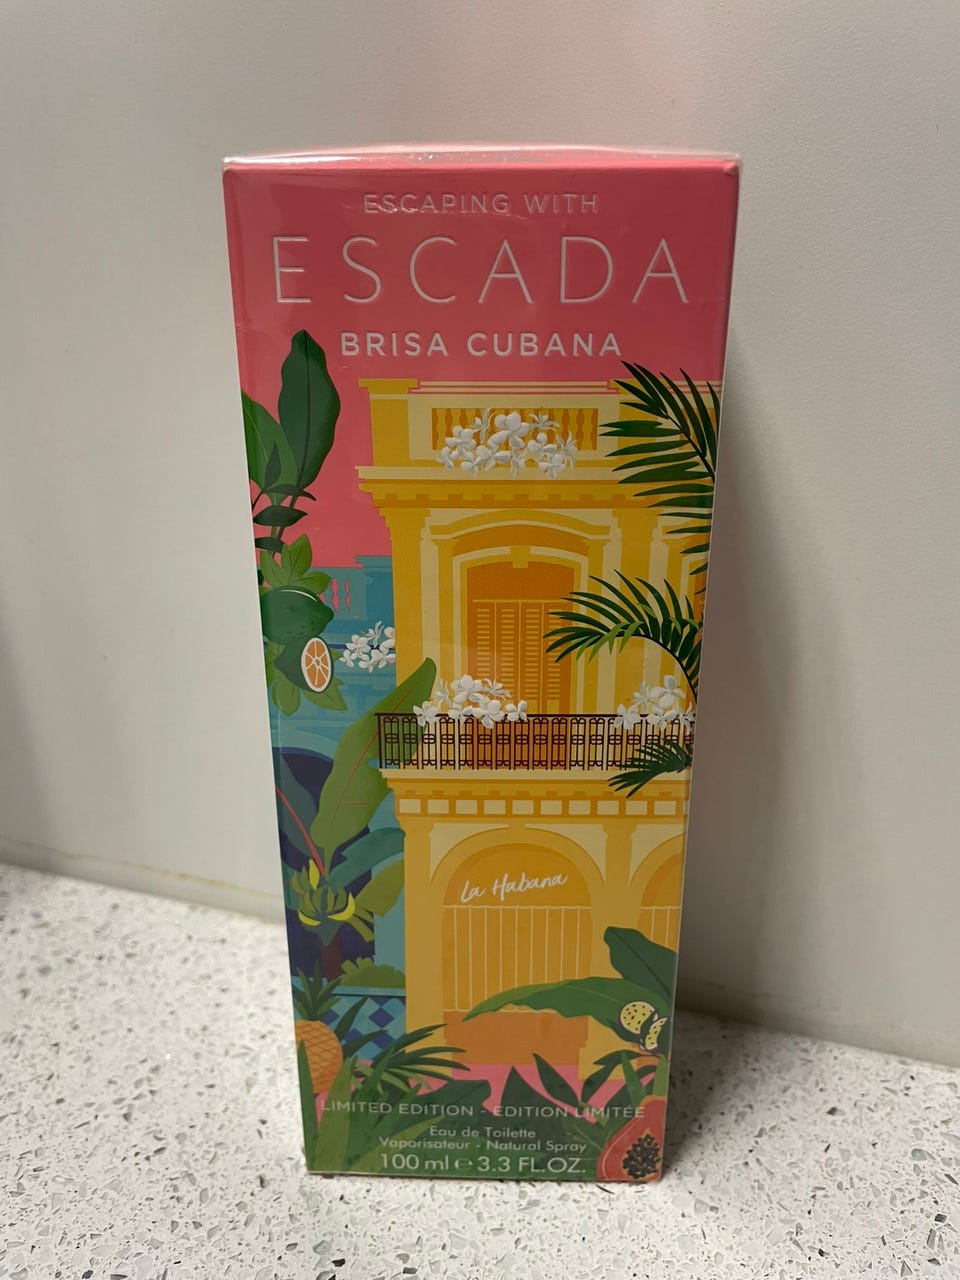 ESCAPING WITH
ESCADA
BRISA CUBANA
La Habana
LIMITED EDITION - EDITION LIMITÉE
Eau de Toilette
Vaporisateur - Natural Spray
100 ml ℮ 3.3 FL.OZ.